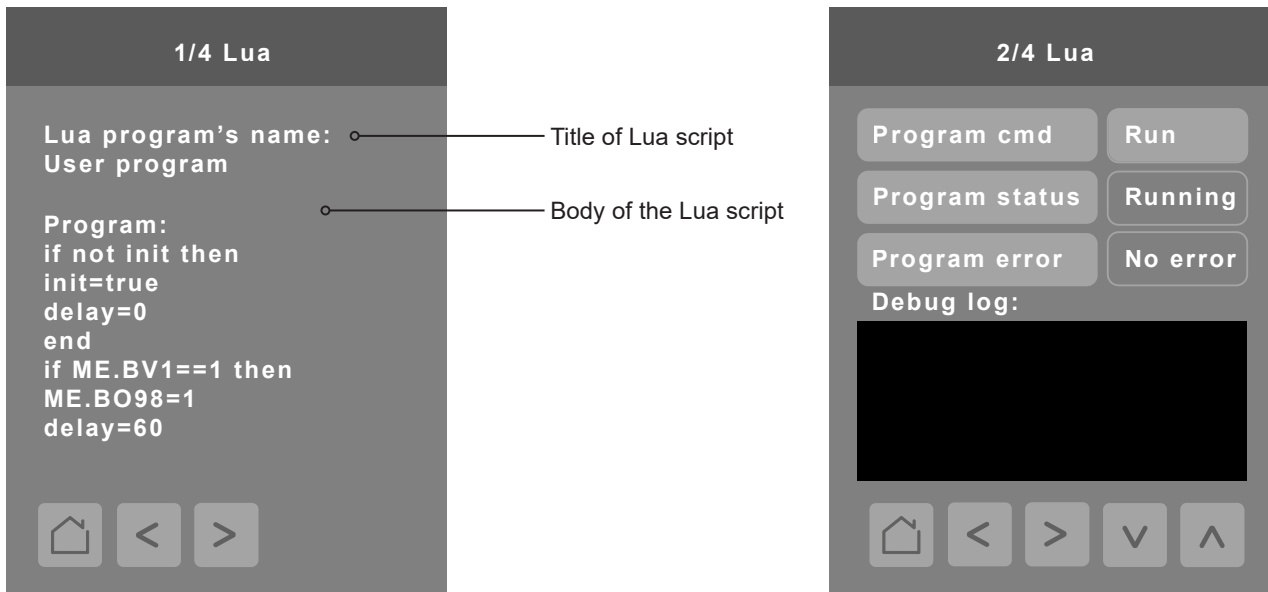 1/4 Lua
Lua program's name:
User program
Program:
if not init then
init=true
delay=0
end
if ME.BV1==1 then
ME.BO98=1
delay=60
< >
Title of Lua script
Body of the Lua script
2/4 Lua
Program cmd Run
Program status Running
Program error No error
Debug log:
< > ∨ ∧